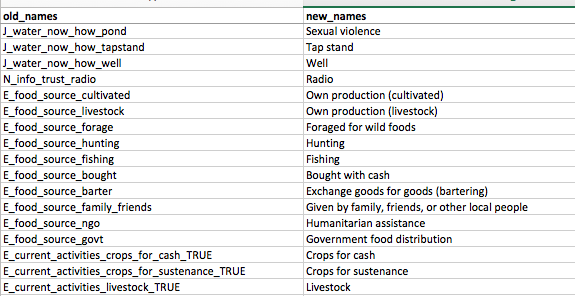 old_names new_names
J_water_now_how_pond Sexual violence
J_water_now_how_tapstand Tap stand
J_water_now_how_well Well
N_info_trust_radio Radio
E_food_source_cultivated Own production (cultivated)
E_food_source_livestock Own production (livestock)
E_food_source_forage Foraged for wild foods
E_food_source_hunting Hunting
E_food_source_fishing Fishing
E_food_source_bought Bought with cash
E_food_source_barter Exchange goods for goods (bartering)
E_food_source_family_friends Given by family, friends, or other local people
E_food_source_ngo Humanitarian assistance
E_food_source_govt Government food distribution
E_current_activities_crops_for_cash_TRUE Crops for cash
E_current_activities_crops_for_sustenance_TRUE Crops for sustenance
E_current_activities_livestock_TRUE Livestock